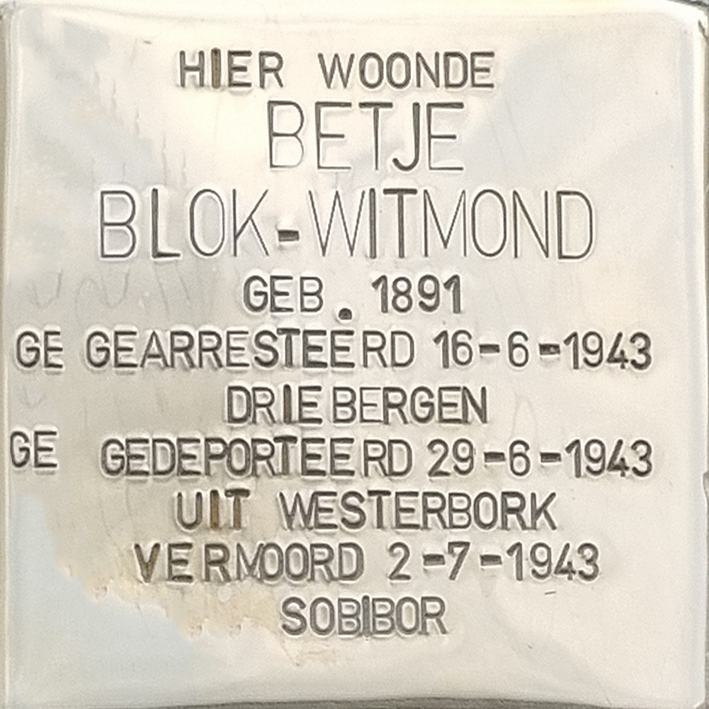 HIER WOONDE
BETJE
BLOK-WITMOND
GEB. 1891
GE GEARRESTEERD 16-6-1943
DRIEBERGEN
GE GEDEPORTEERD 29-6-1943
UIT WESTERBORK
VERMOORD 2-7-1943
SOBIBOR